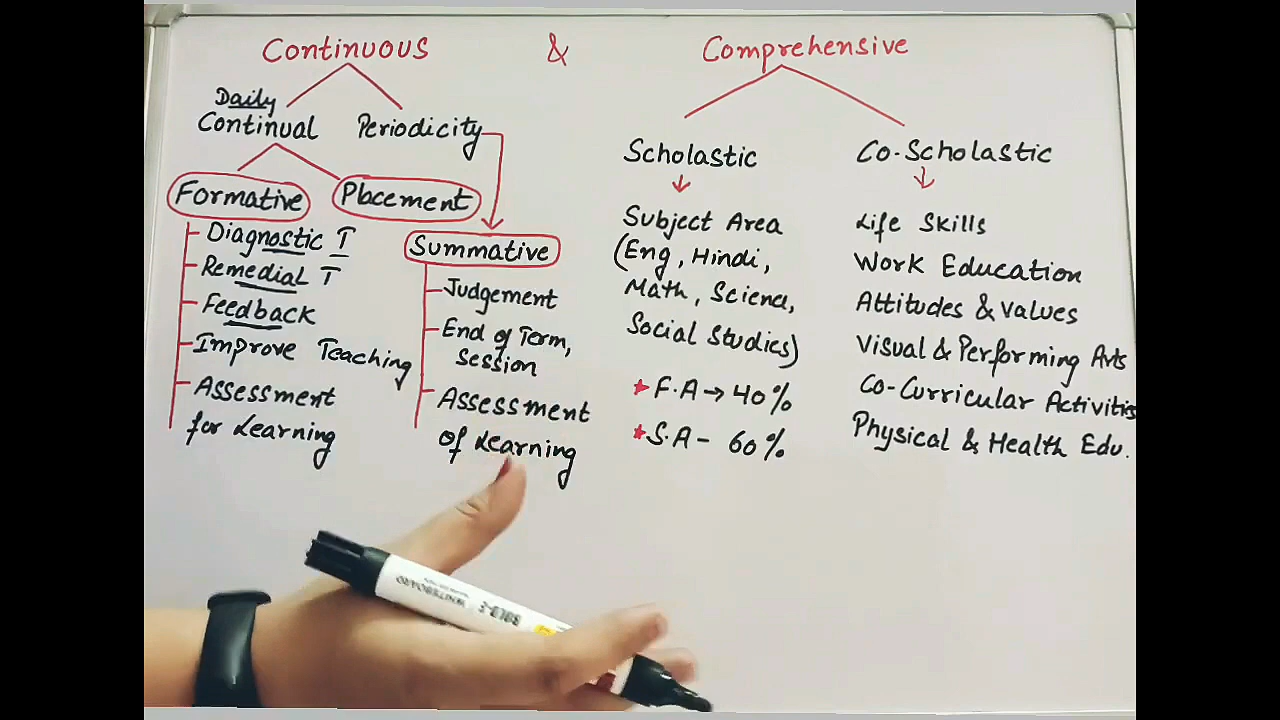 Continuous & Comprehensive
Daily
Continual Periodicity
Formative Placement
Diagnostic T
Remedial T
Feedback
Improve Teaching
Assessment
for Learning
Summative
Judgement
End of Term,
Session
Assessment
of Learning
Scholastic
Subject Area
(Eng, Hindi,
Math, Science,
Social Studies)
* F.A → 40%
* S.A - 60%
Co-Scholastic
Life Skills
Work Education
Attitudes & Values
Visual & Performing Arts
Co-Curricular Activities
Physical & Health Edu.
WHITEBOARD